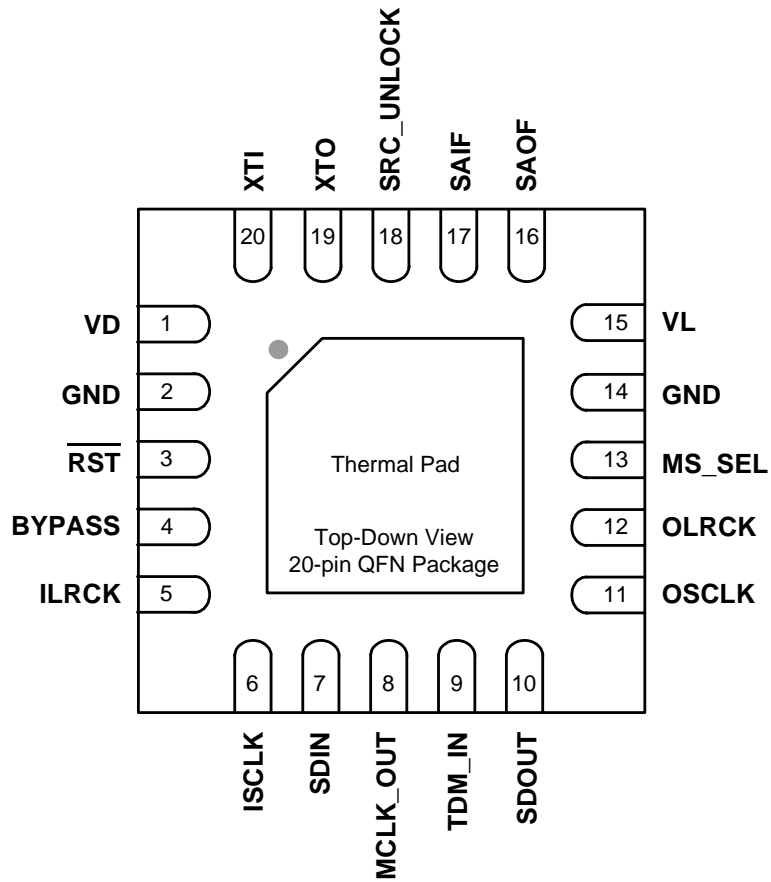 XTI
XTO
SRC_UNLOCK
SAIF
SAOF
20
19
18
17
16
VD
1
15
VL
GND
2
14
GND
RST
3
13
MS_SEL
BYPASS
4
12
OLRCK
ILRCK
5
11
OSCLK
Thermal Pad
Top-Down View
20-pin QFN Package
6
7
8
9
10
ISCLK
SDIN
MCLK_OUT
TDM_IN
SDOUT